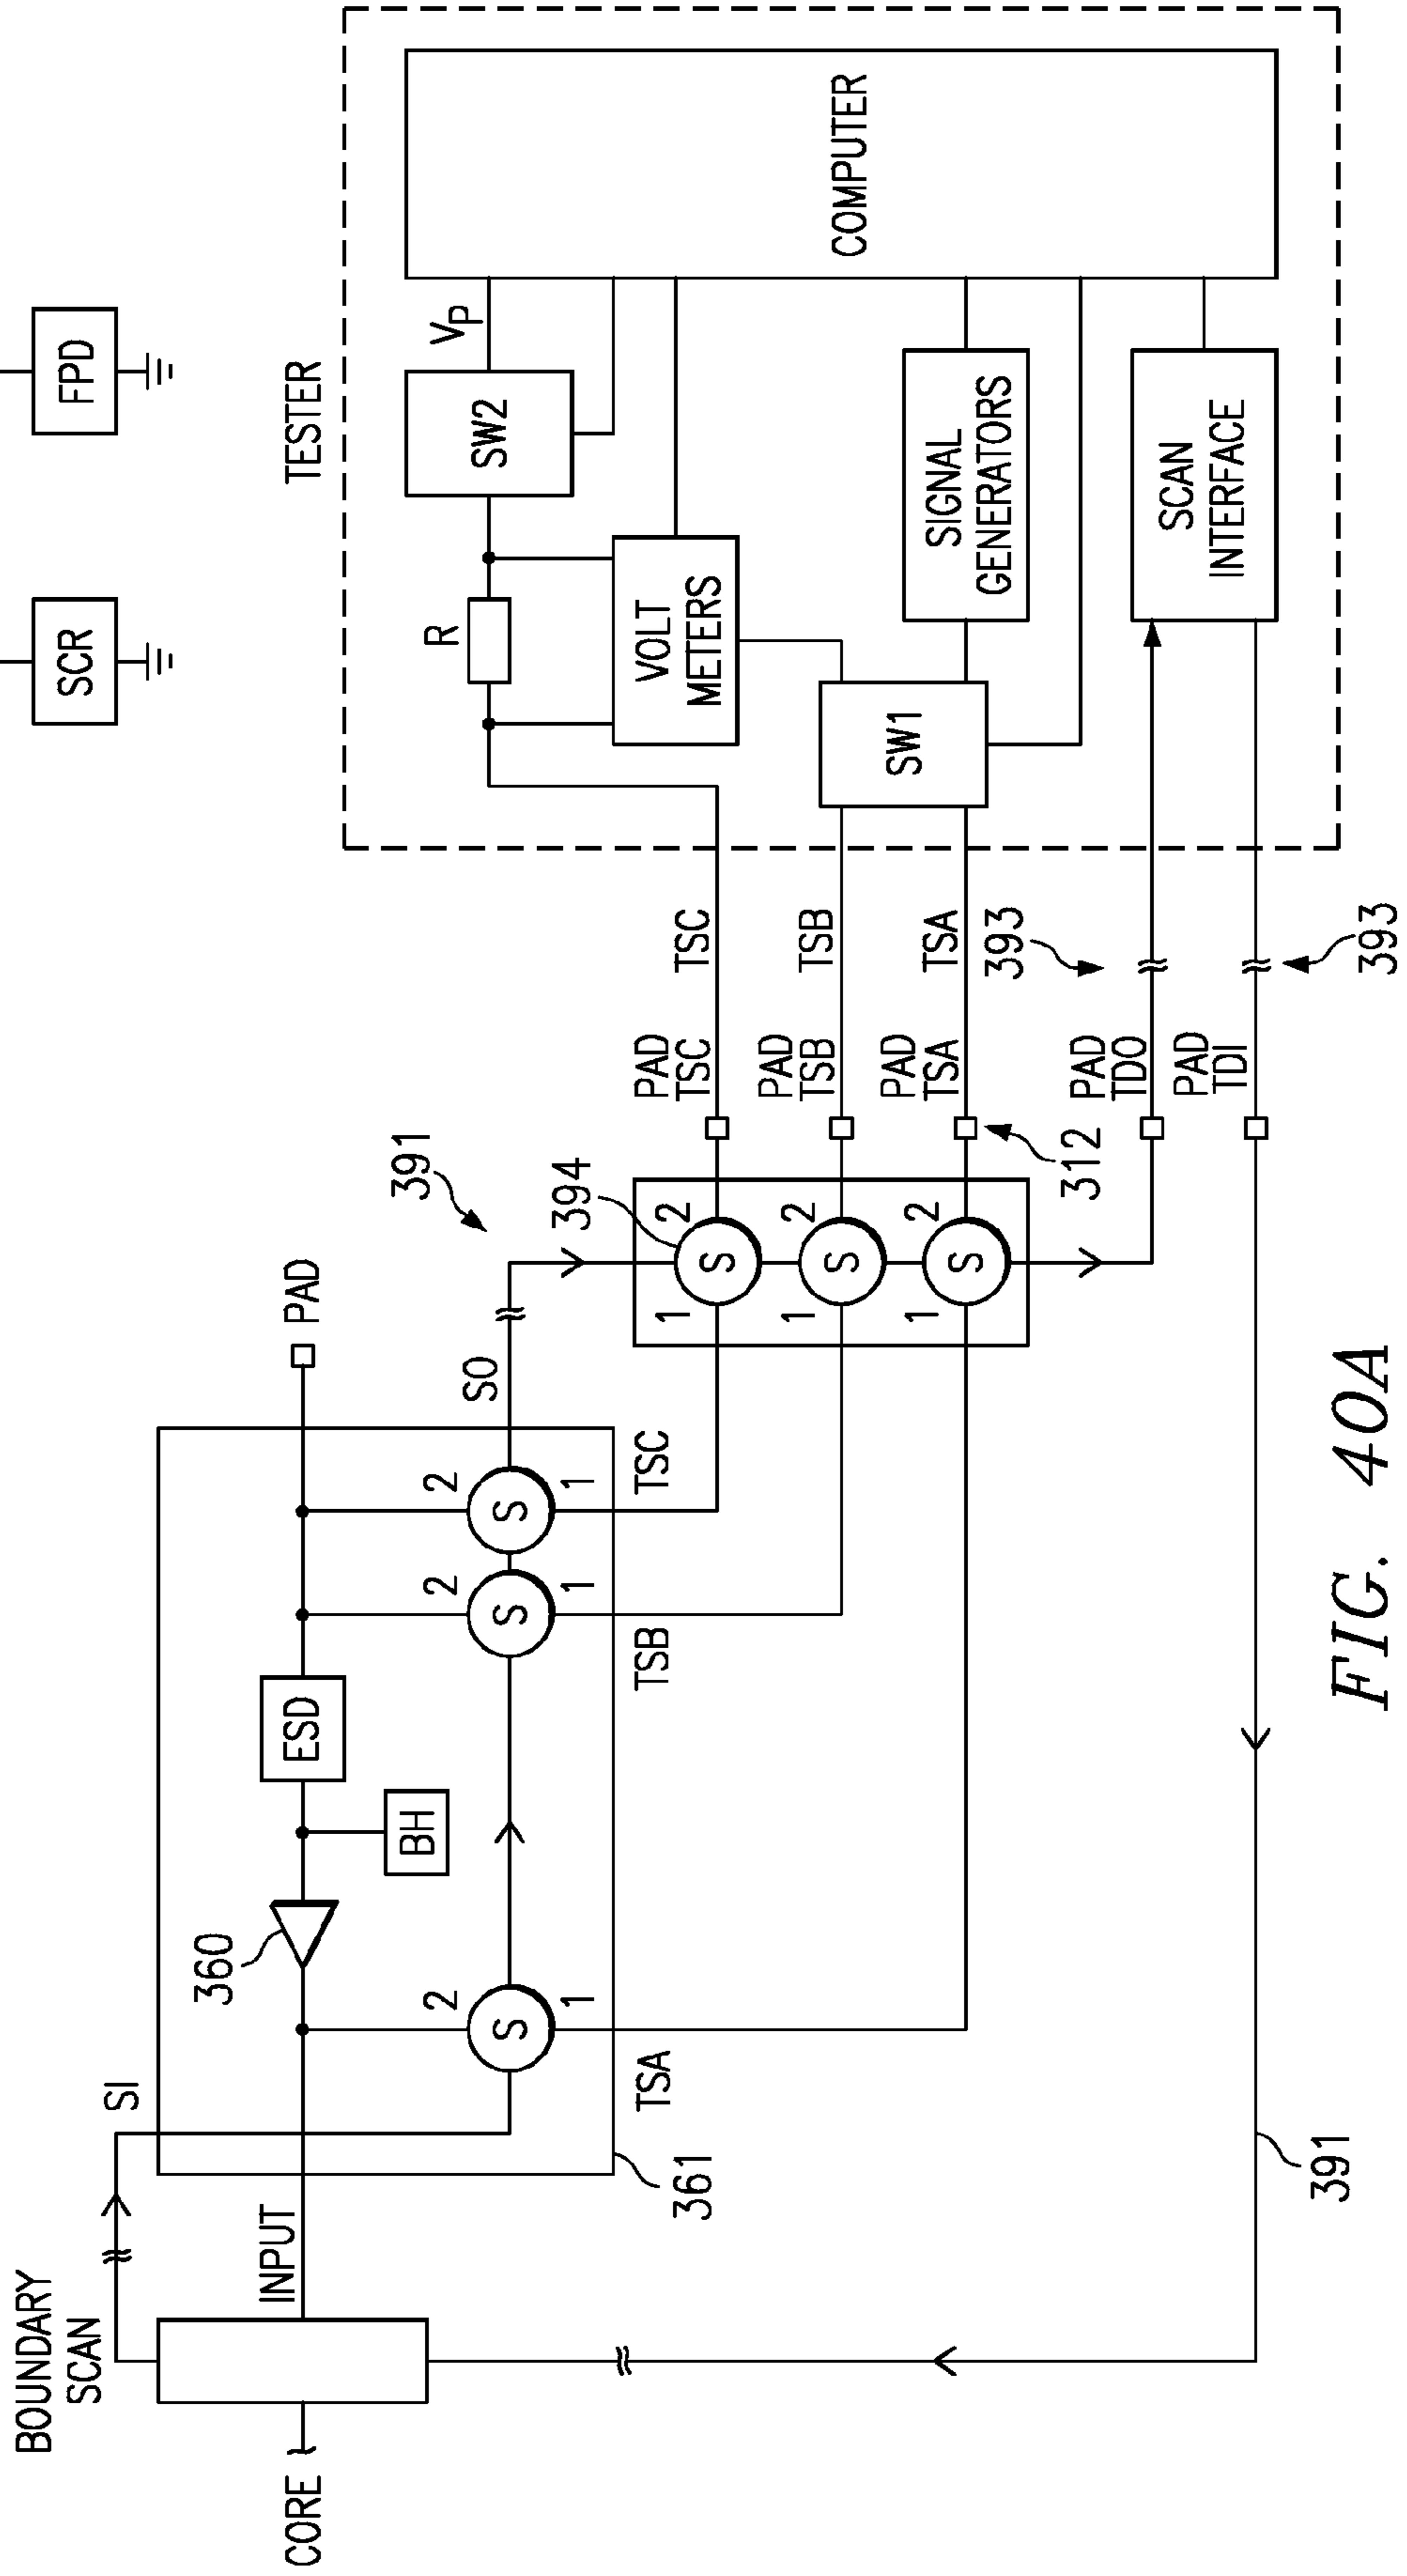 SCR
FPD
TESTER
BOUNDARY
SCAN
SI
CORE
INPUT
360
BH
ESD
PAD
2
S
1
2
S
1
2
S
1
SO
TSA
TSB
TSC
361
391
394
1
S
2
1
S
2
1
S
2
PAD
TSC
TSC
PAD
TSB
TSB
PAD
TSA
TSA
312
PAD
TDO
393
PAD
TDI
393
391
R
SW2
VP
VOLT
METERS
SW1
SIGNAL
GENERATORS
SCAN
INTERFACE
COMPUTER
FIG. 40A